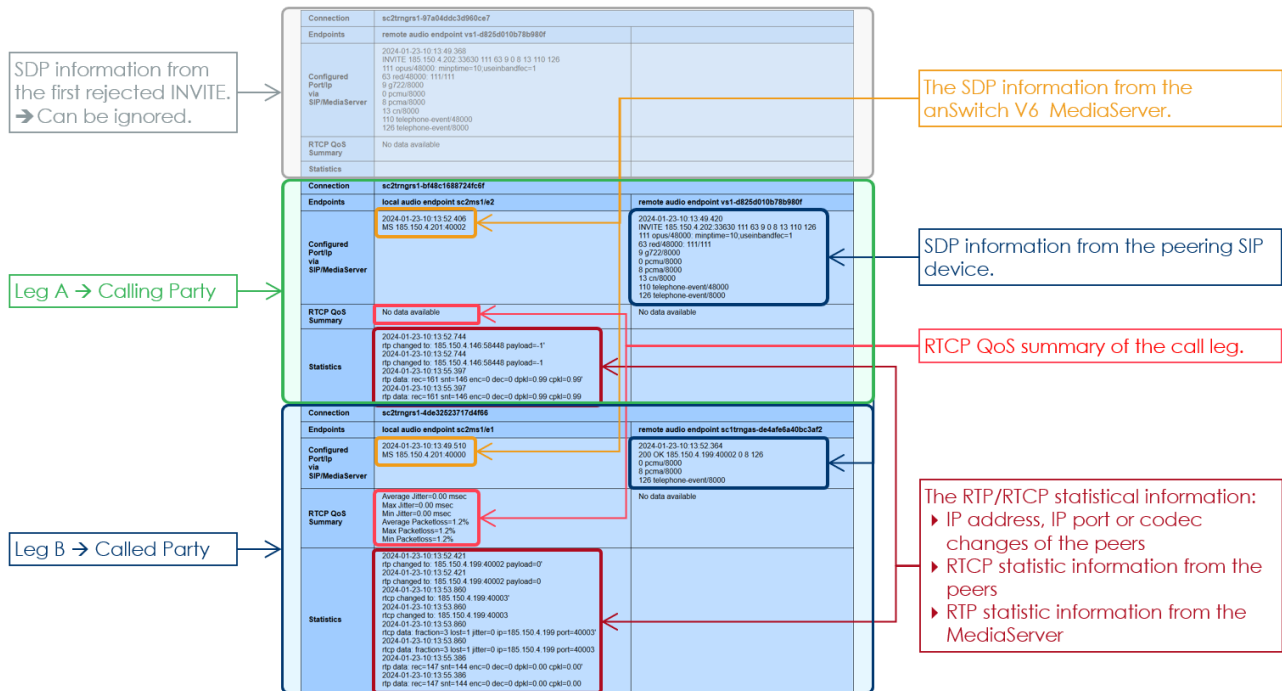 SDP information from
the first rejected INVITE.
➔ Can be ignored.
Leg A ➔ Calling Party
Leg B ➔ Called Party
Connection sc2trngrs1-97a04ddc3d960ce7
Endpoints remote audio endpoint vs1-d825d010b78b980f
Configured
Port/Ip
via
SIP/MediaServer
2024-01-23-10:13:49.368
INVITE 185.150.4.202:33630 111 63 9 0 8 13 110 126
111 opus/48000: minptime=10;useinbandfec=1
63 red/48000: 111/111
9 g722/8000
0 pcmu/8000
8 pcma/8000
13 cn/8000
110 telephone-event/48000
126 telephone-event/8000
RTCP QoS
Summary
No data available
Statistics
Connection sc2trngrs1-bf48c1688724fc6f
Endpoints local audio endpoint sc2ms1/e2 remote audio endpoint vs1-d825d010b78b980f
Configured
Port/Ip
via
SIP/MediaServer
2024-01-23-10:13:52.406
MS 185.150.4.201:40002
2024-01-23-10:13:49.420
INVITE 185.150.4.202:33630 111 63 9 0 8 13 110 126
111 opus/48000: minptime=10;useinbandfec=1
63 red/48000: 111/111
9 g722/8000
0 pcmu/8000
8 pcma/8000
13 cn/8000
110 telephone-event/48000
126 telephone-event/8000
RTCP QoS
Summary
No data available No data available
Statistics
2024-01-23-10:13:52.744
rtp changed to: 185.150.4.146:58448 payload=-1'
2024-01-23-10:13:52.744
rtp changed to: 185.150.4.146:58448 payload=-1
2024-01-23-10:13:55.397
rtp data: rec=161 snt=146 enc=0 dec=0 dpkl=0.99 cpkl=0.99'
2024-01-23-10:13:55.397
rtp data: rec=161 snt=146 enc=0 dec=0 dpkl=0.99 cpkl=0.99
Connection sc2trngrs1-4de32523717d4f66
Endpoints local audio endpoint sc2ms1/e1 remote audio endpoint sc1trngas-de4afe6a40bc3af2
Configured
Port/Ip
via
SIP/MediaServer
2024-01-23-10:13:49.510
MS 185.150.4.201:40000
2024-01-23-10:13:52.364
200 OK 185.150.4.199:40002 0 8 126
0 pcmu/8000
8 pcma/8000
126 telephone-event/8000
RTCP QoS
Summary
Average Jitter=0.00 msec
Max Jitter=0.00 msec
Min Jitter=0.00 msec
Average Packetloss=1.2%
Max Packetloss=1.2%
Min Packetloss=1.2%
No data available
Statistics
2024-01-23-10:13:52.421
rtp changed to: 185.150.4.199:40002 payload=0'
2024-01-23-10:13:52.421
rtp changed to: 185.150.4.199:40002 payload=0
2024-01-23-10:13:53.860
rtcp changed to: 185.150.4.199:40003'
2024-01-23-10:13:53.860
rtcp changed to: 185.150.4.199:40003
2024-01-23-10:13:53.860
rtcp data: fraction=3 lost=1 jitter=0 ip=185.150.4.199 port=40003'
2024-01-23-10:13:53.860
rtcp data: fraction=3 lost=1 jitter=0 ip=185.150.4.199 port=40003
2024-01-23-10:13:55.386
rtp data: rec=147 snt=144 enc=0 dec=0 dpkl=0.00 cpkl=0.00'
2024-01-23-10:13:55.386
rtp data: rec=147 snt=144 enc=0 dec=0 dpkl=0.00 cpkl=0.00
The SDP information from the
anSwitch V6 MediaServer.
SDP information from the peering SIP
device.
RTCP QoS summary of the call leg.
The RTP/RTCP statistical information:
▸ IP address, IP port or codec
changes of the peers
▸ RTCP statistic information from the
peers
▸ RTP statistic information from the
MediaServer